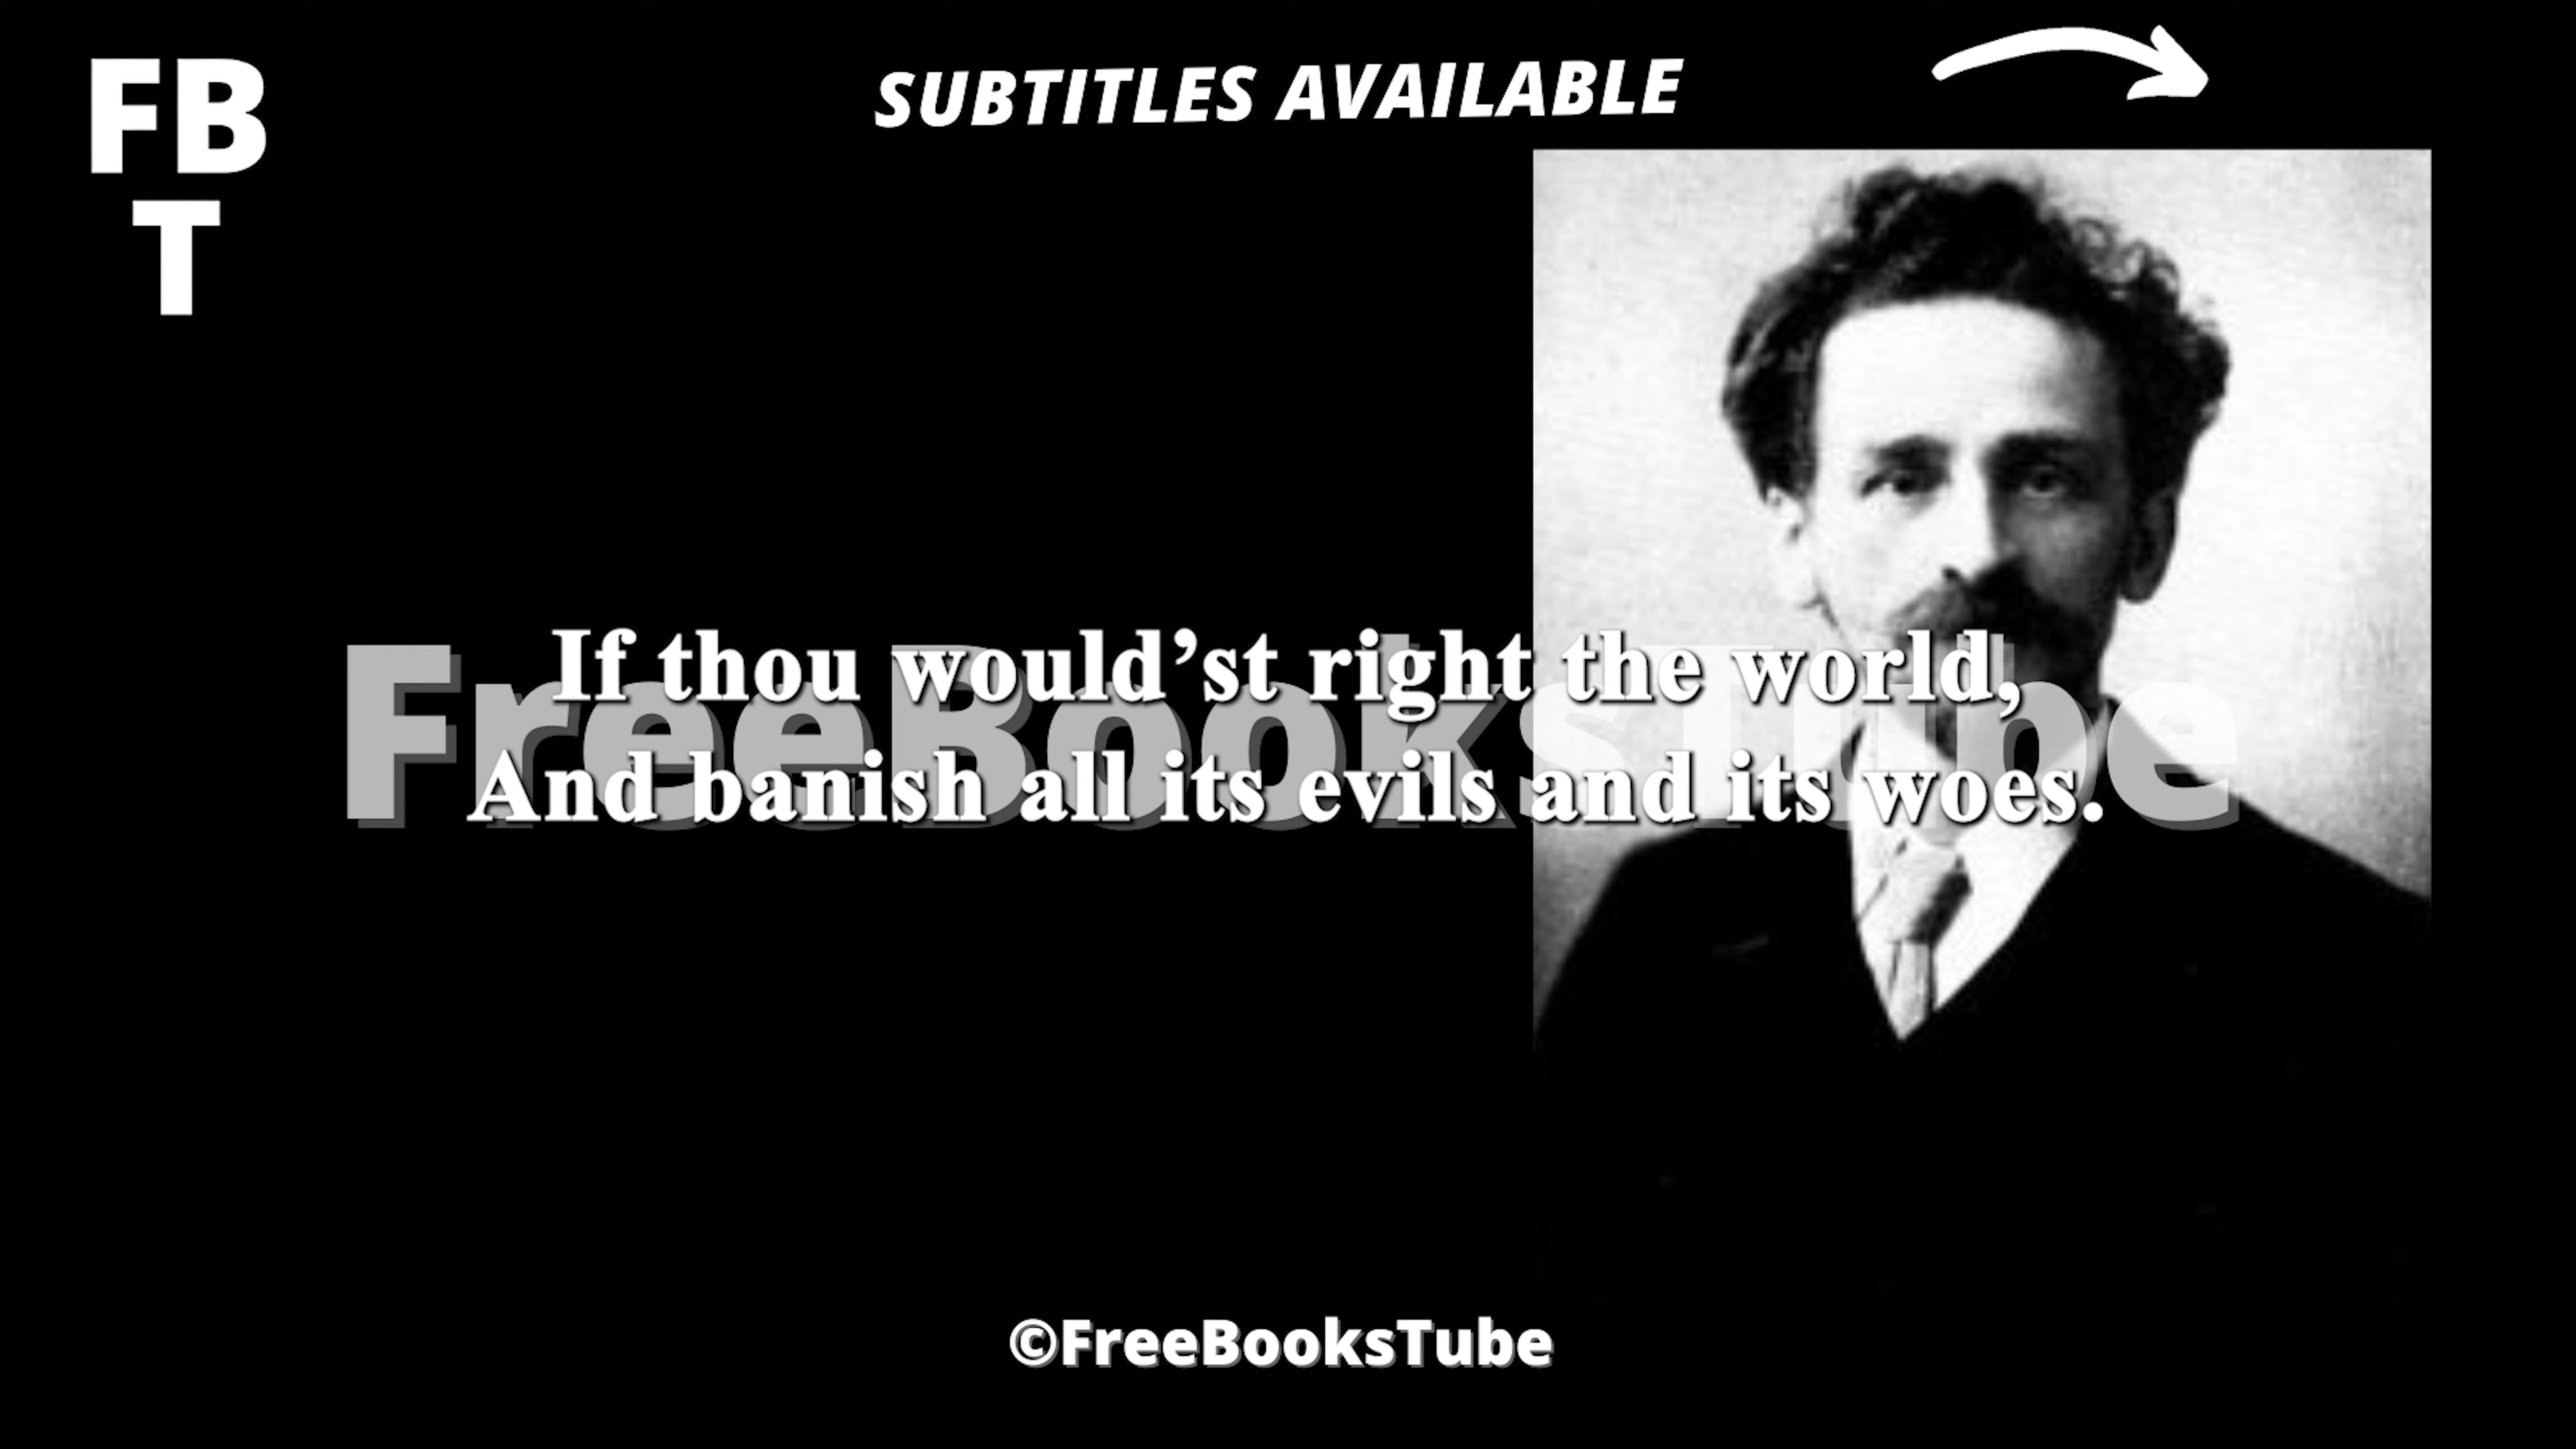 FB
T
SUBTITLES AVAILABLE
FreeBooksTube
If thou would’st right the world,
And banish all its evils and its woes.
©FreeBooksTube